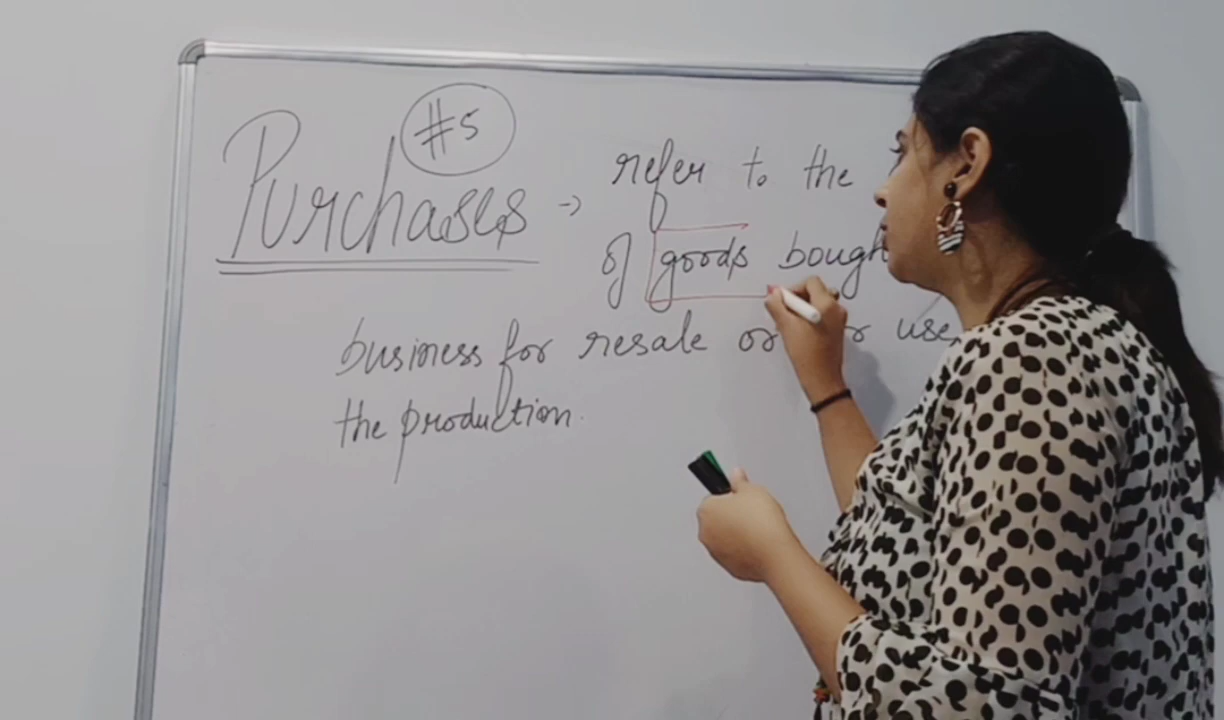 #5
Purchases → refer to the
of goods bough
business for resale or use
the production.